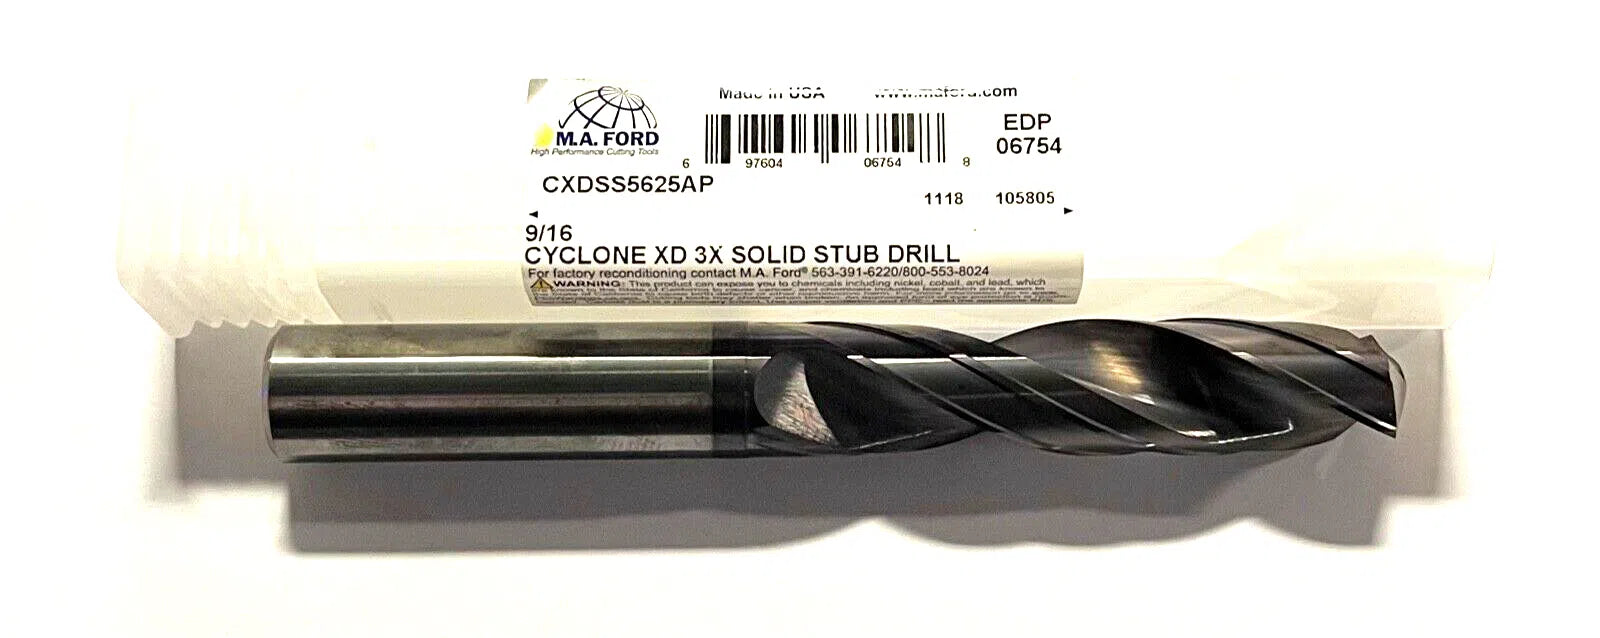 Made in USA www.maford.com
M.A. FORD
High Performance Cutting Tools
EDP
06754
6 97604 06754 8
CXDSS5625AP
1118 105805
9/16
CYCLONE XD 3X SOLID STUB DRILL
For factory reconditioning contact M.A. Ford® 563-391-6220/800-553-8024
WARNING: This product can expose you to chemicals including nickel, cobalt, and lead, which